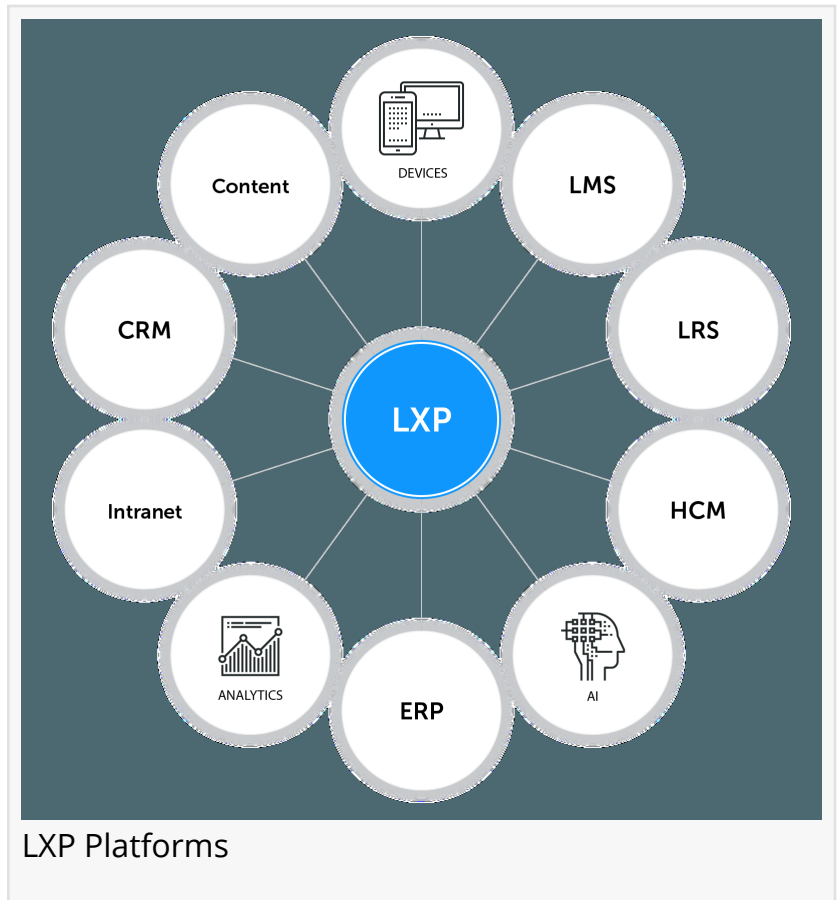 DEVICES
Content
LMS
CRM
LRS
LXP
Intranet
HCM
ANALYTICS
AI
ERP
LXP Platforms